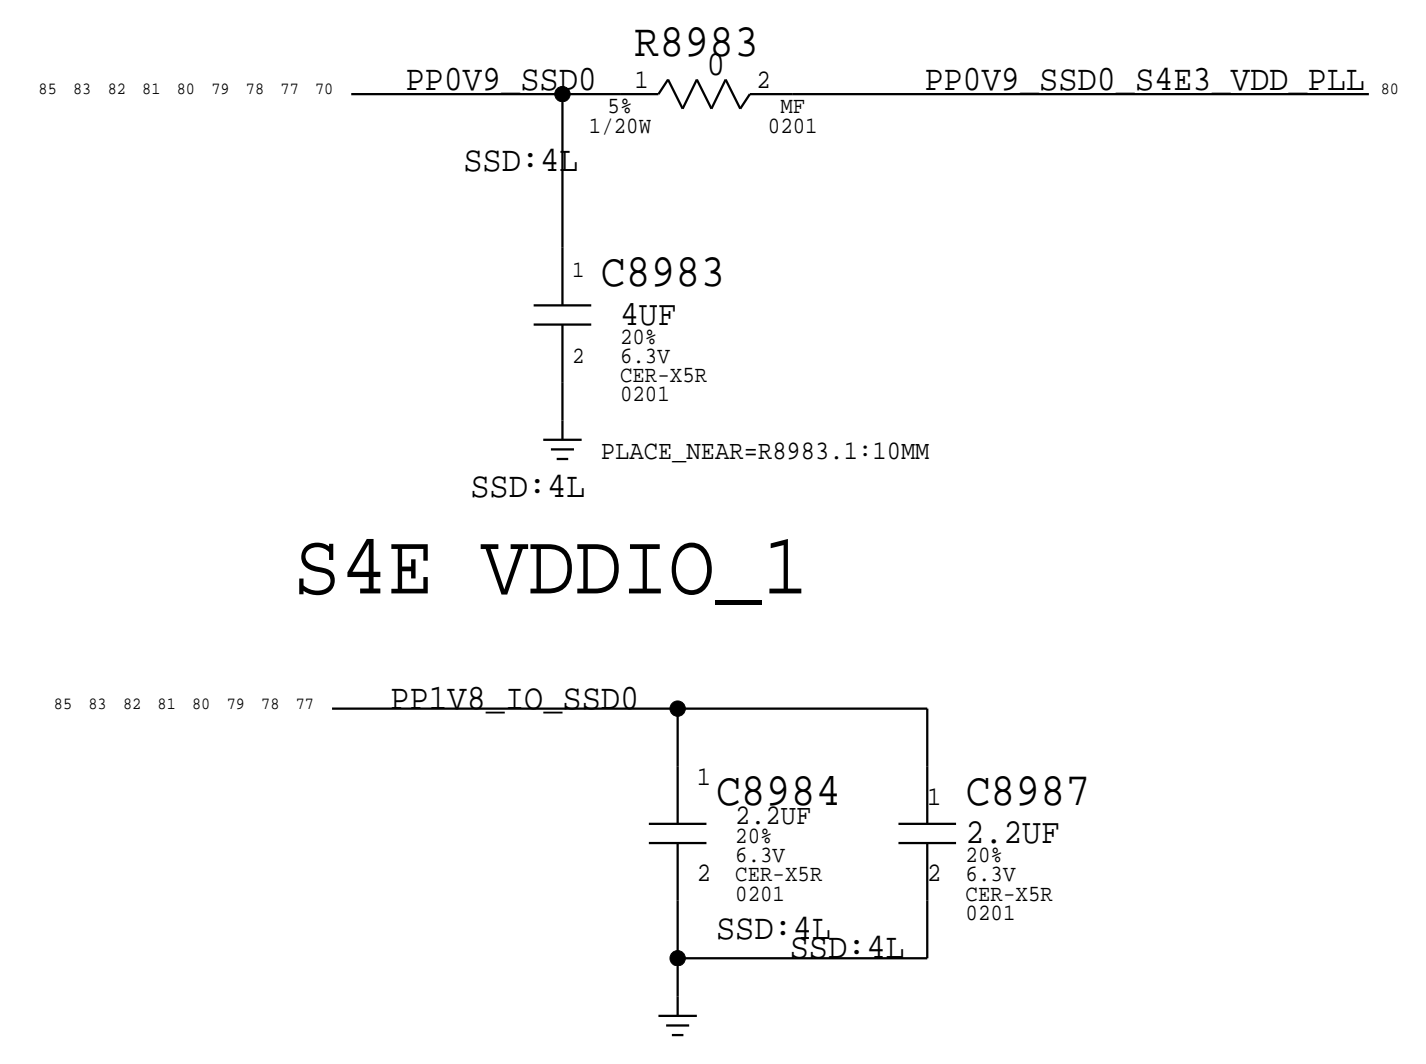 R8983
0
85 83 82 81 80 79 78 77 70 PP0V9_SSD0 1 2 PP0V9_SSD0_S4E3_VDD_PLL 80
5% MF
1/20W 0201
SSD:4L
1 C8983
4UF
20%
2 6.3V
CER-X5R
0201
PLACE_NEAR=R8983.1:10MM
SSD:4L
S4E VDDIO_1
85 83 82 81 80 79 78 77 PP1V8_IO_SSD0
1 C8984
2.2UF
20%
6.3V
2 CER-X5R
0201
SSD:4L
1 C8987
2.2UF
20%
2 6.3V
CER-X5R
0201
SSD:4L